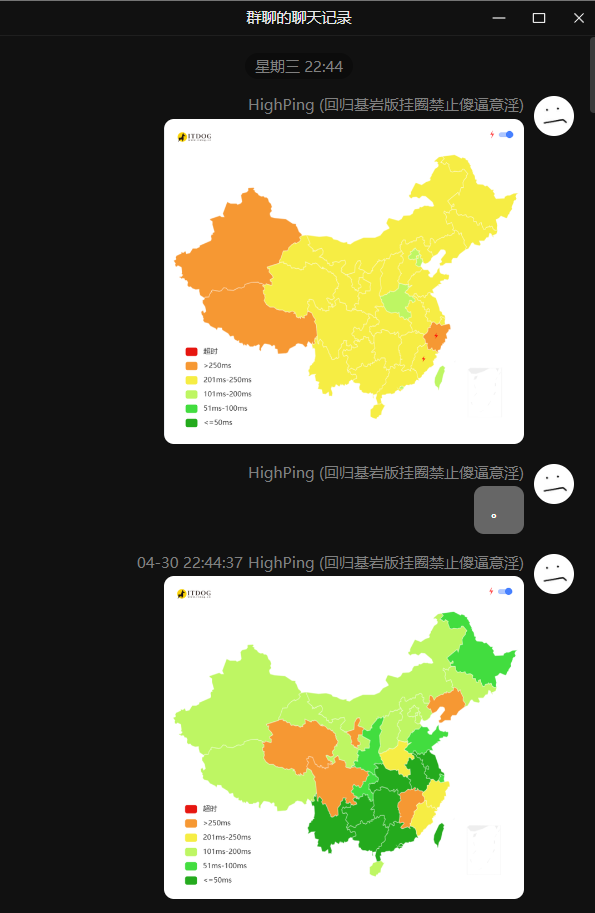 群聊的聊天记录
星期三 22:44
HighPing (回归基岩版挂圈禁止傻逼意淫)
ITDOG
超时
>250ms
201ms-250ms
101ms-200ms
51ms-100ms
<=50ms
HighPing (回归基岩版挂圈禁止傻逼意淫)
。
04-30 22:44:37 HighPing (回归基岩版挂圈禁止傻逼意淫)
ITDOG
超时
>250ms
201ms-250ms
101ms-200ms
51ms-100ms
<=50ms